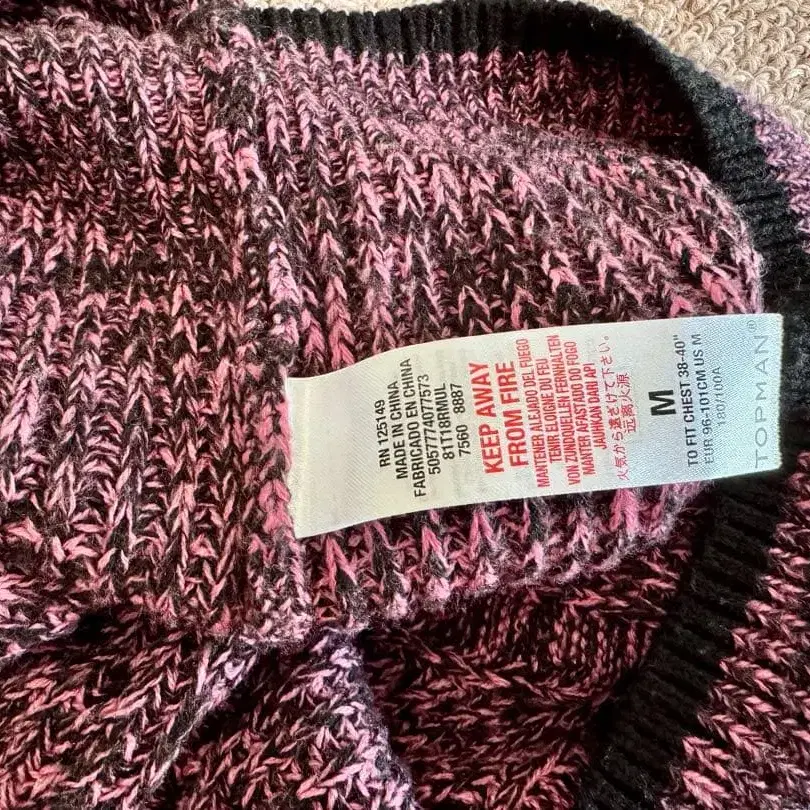 TOPMAN®
M
TO FIT CHEST 38-40"
EUR 96-101CM US M
180/100A
KEEP AWAY
FROM FIRE
MANTENER ALEJADO DEL FUEGO
TENIR ELOIGNE DU FEU
VON ZUNDQUELLEN FERNHALTEN
MANTER AFASTADO DO FOGO
JAUHKAN DARI API
火気から遠ざけて下さい。
远离火源
RN 125149
MADE IN CHINA
FABRICADO EN CHINA
5057774077573
81T18RMUL
7560 8887